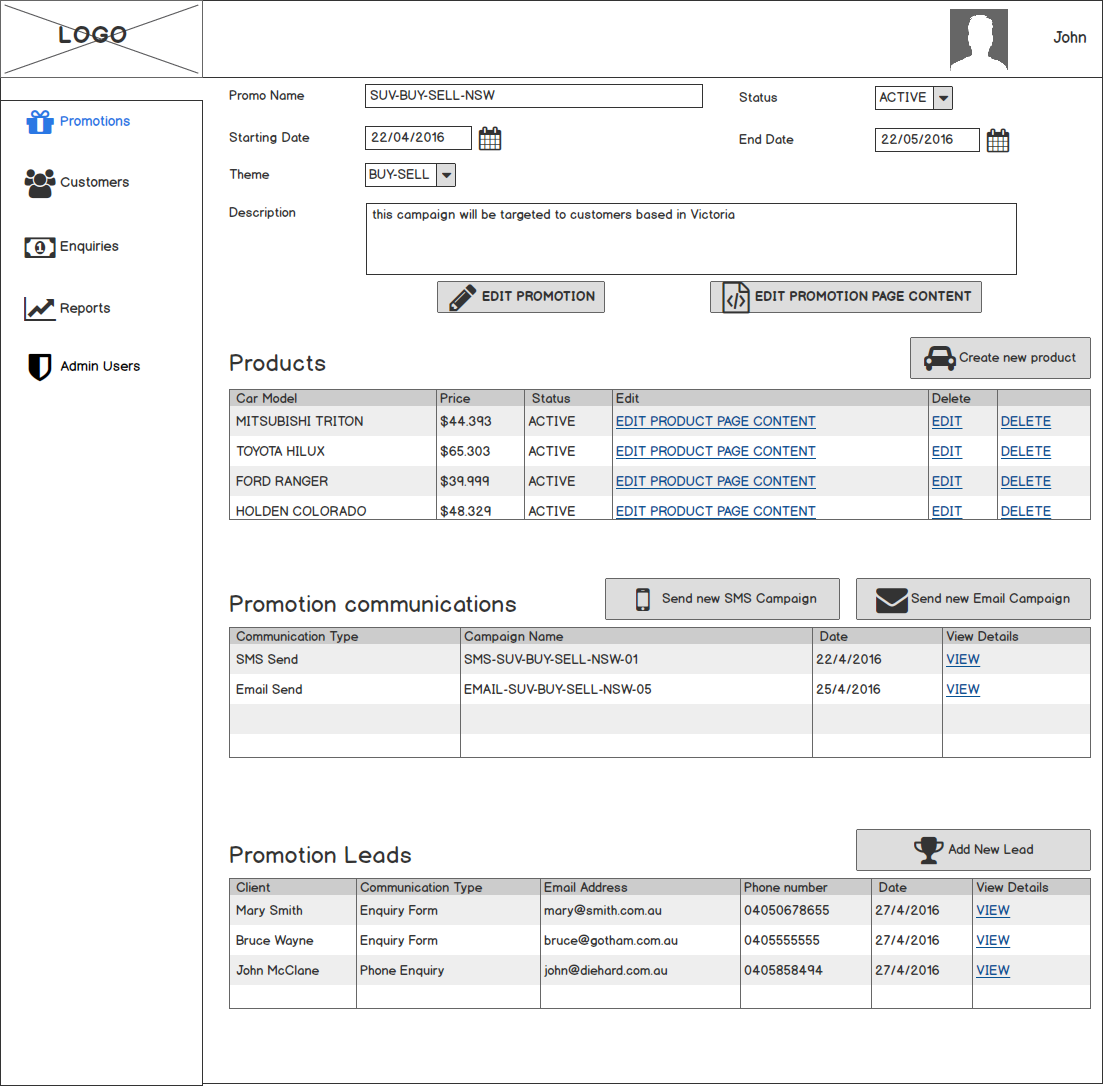 LOGO
John
Promo Name SUV-BUY-SELL-NSW Status ACTIVE
Starting Date 22/04/2016 End Date 22/05/2016
Theme BUY-SELL
Description this campaign will be targeted to customers based in Victoria
EDIT PROMOTION EDIT PROMOTION PAGE CONTENT
Promotions
Customers
Enquiries
Reports
Admin Users
Products Create new product
Car Model Price Status Edit Delete
MITSUBISHI TRITON $44.393 ACTIVE EDIT PRODUCT PAGE CONTENT EDIT DELETE
TOYOTA HILUX $65.303 ACTIVE EDIT PRODUCT PAGE CONTENT EDIT DELETE
FORD RANGER $39.999 ACTIVE EDIT PRODUCT PAGE CONTENT EDIT DELETE
HOLDEN COLORADO $48.329 ACTIVE EDIT PRODUCT PAGE CONTENT EDIT DELETE
Promotion communications Send new SMS Campaign Send new Email Campaign
Communication Type Campaign Name Date View Details
SMS Send SMS-SUV-BUY-SELL-NSW-01 22/4/2016 VIEW
Email Send EMAIL-SUV-BUY-SELL-NSW-05 25/4/2016 VIEW
Promotion Leads Add New Lead
Client Communication Type Email Address Phone number Date View Details
Mary Smith Enquiry Form mary@smith.com.au 04050678655 27/4/2016 VIEW
Bruce Wayne Enquiry Form bruce@gotham.com.au 0405555555 27/4/2016 VIEW
John McClane Phone Enquiry john@diehard.com.au 0405858494 27/4/2016 VIEW